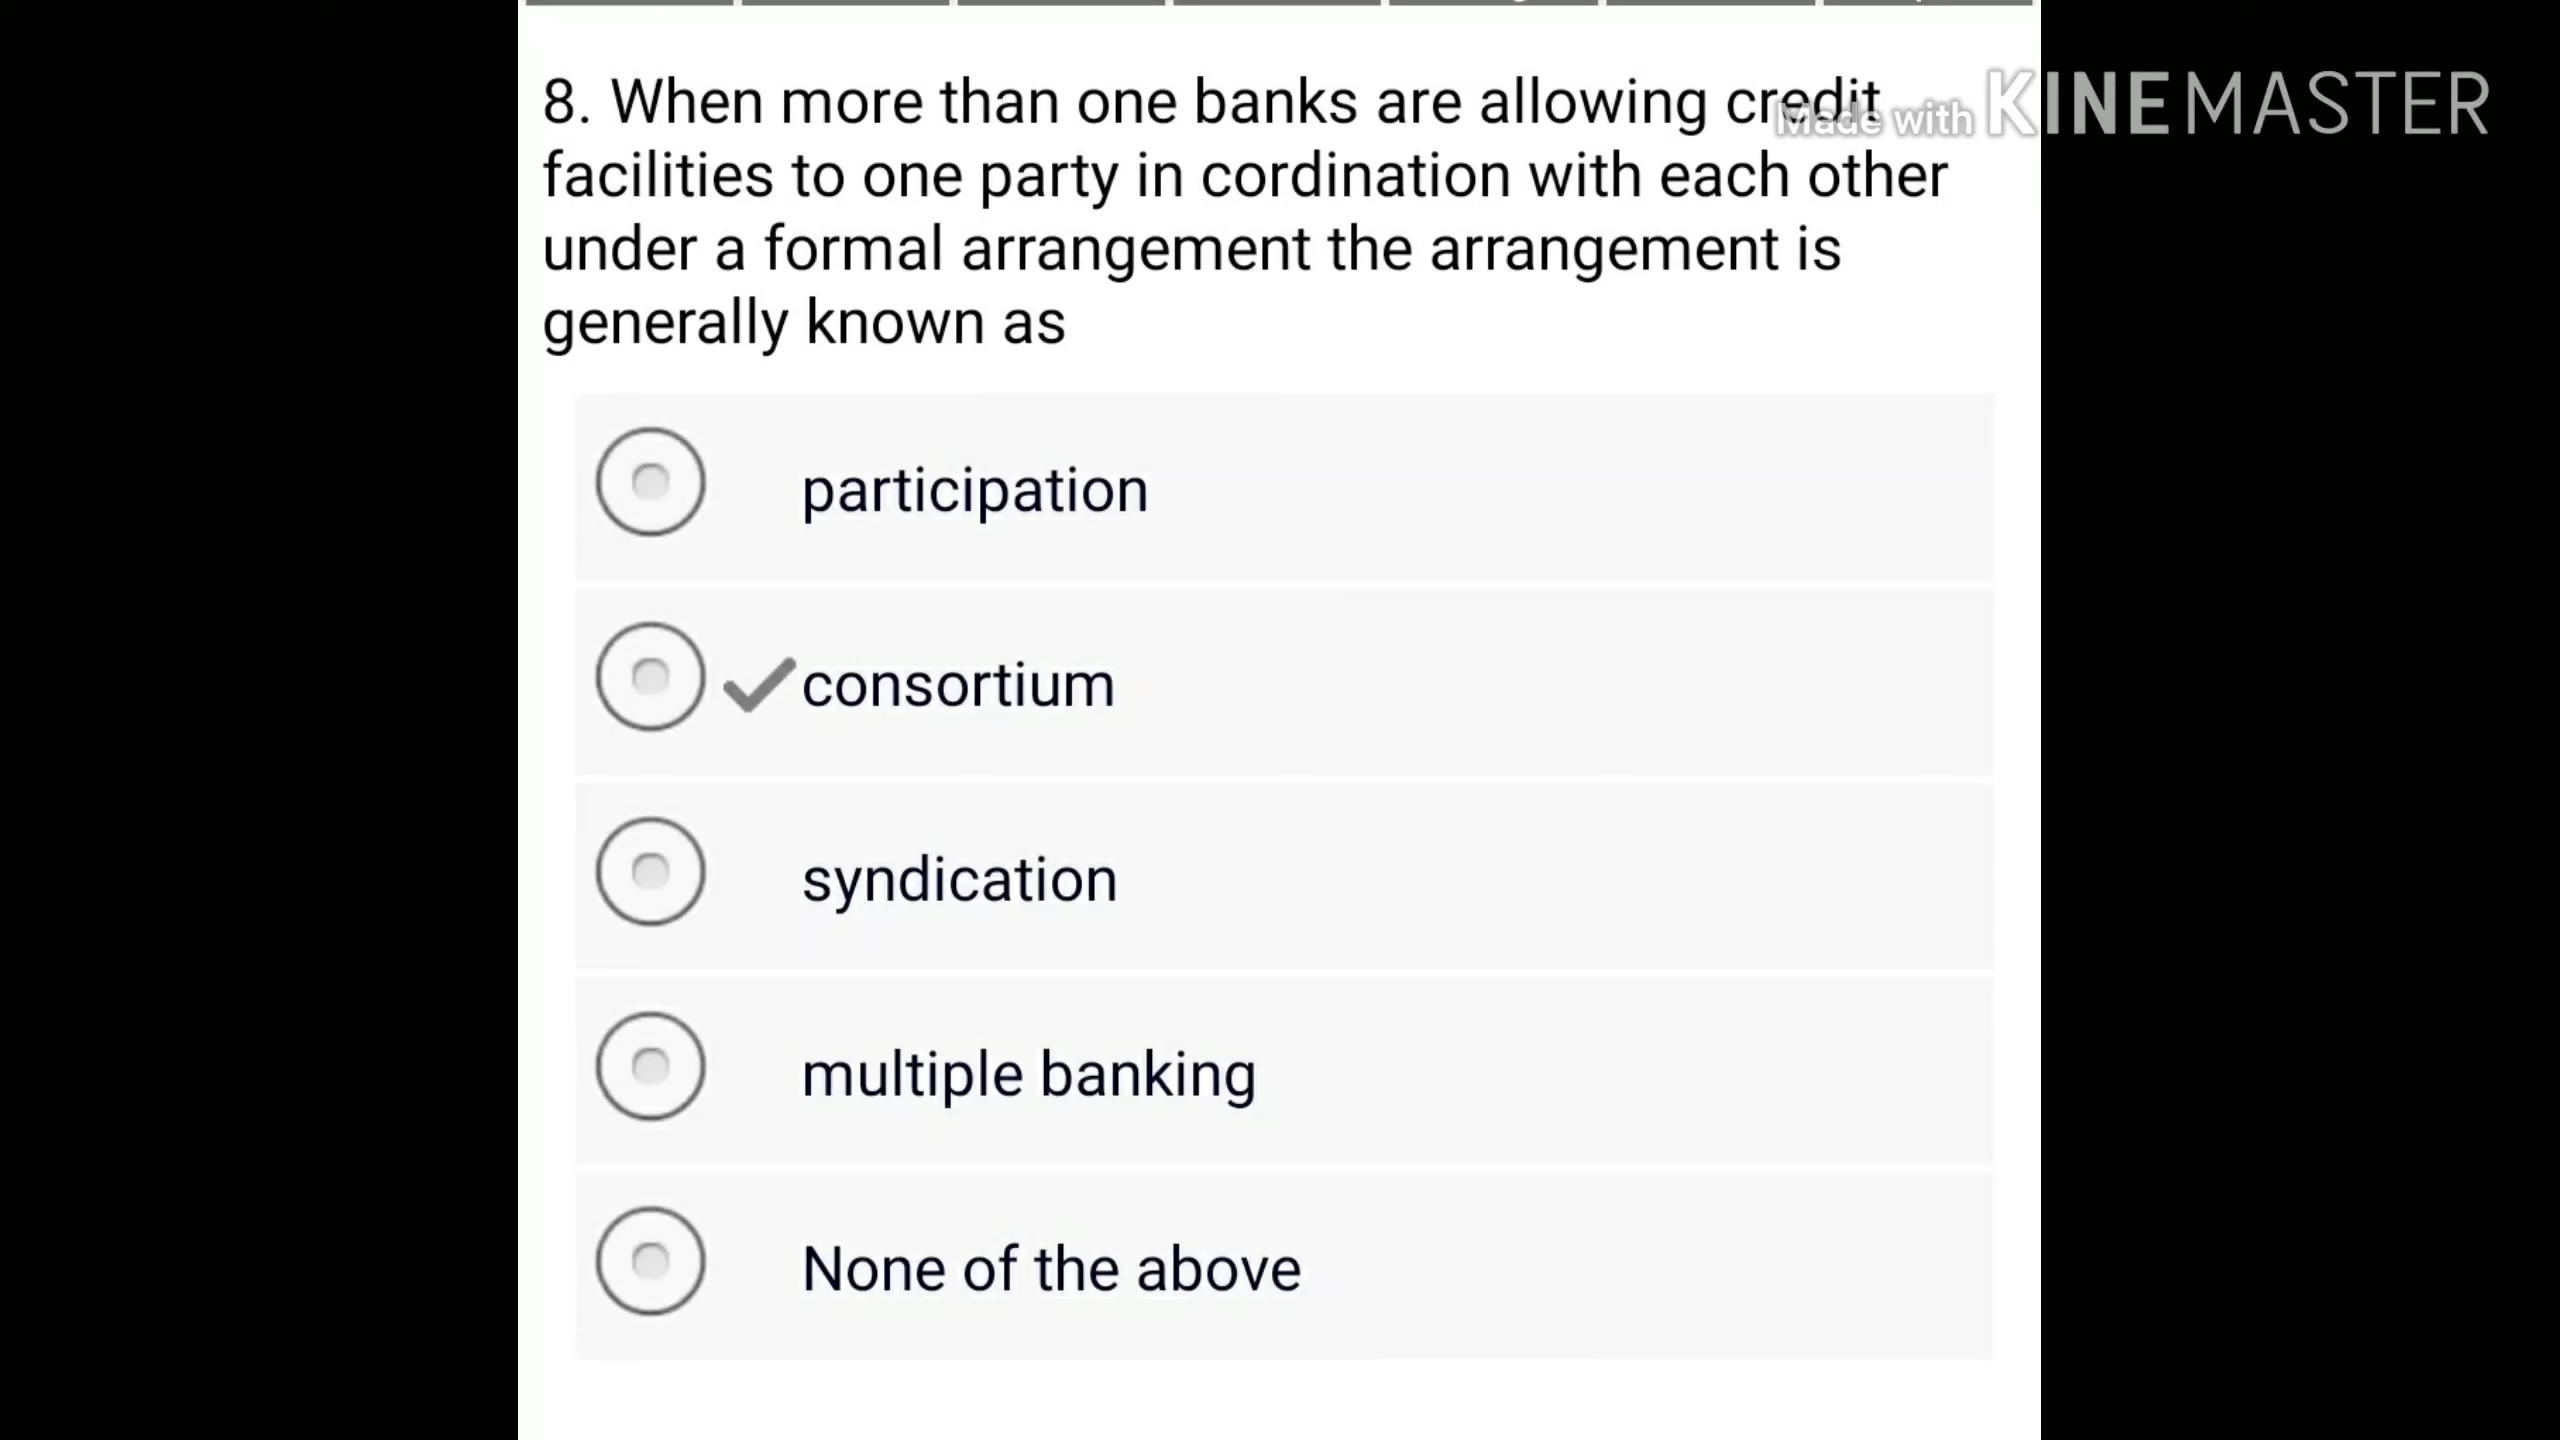 8. When more than one banks are allowing credit
Made with KINEMASTER
facilities to one party in cordination with each other
under a formal arrangement the arrangement is
generally known as
participation
consortium
syndication
multiple banking
None of the above